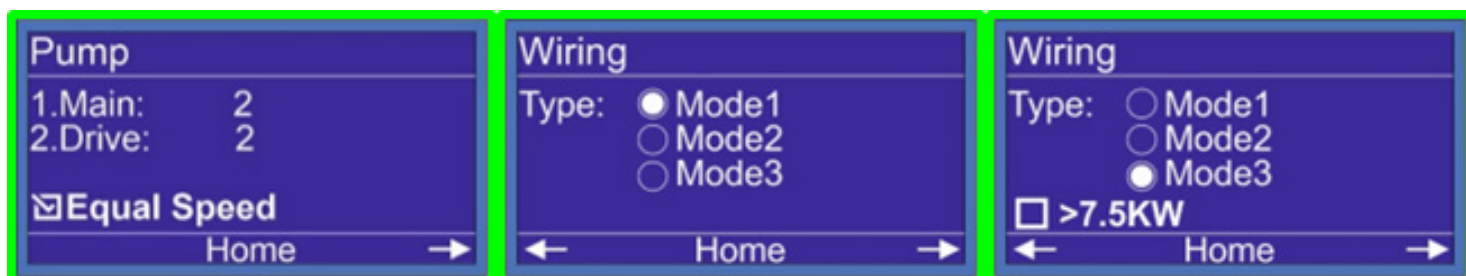 Pump
1.Main: 2
2.Drive: 2
Equal Speed
Home
Wiring
Type: Mode1
Mode2
Mode3
Home
Wiring
Type: Mode1
Mode2
Mode3
>7.5KW
Home